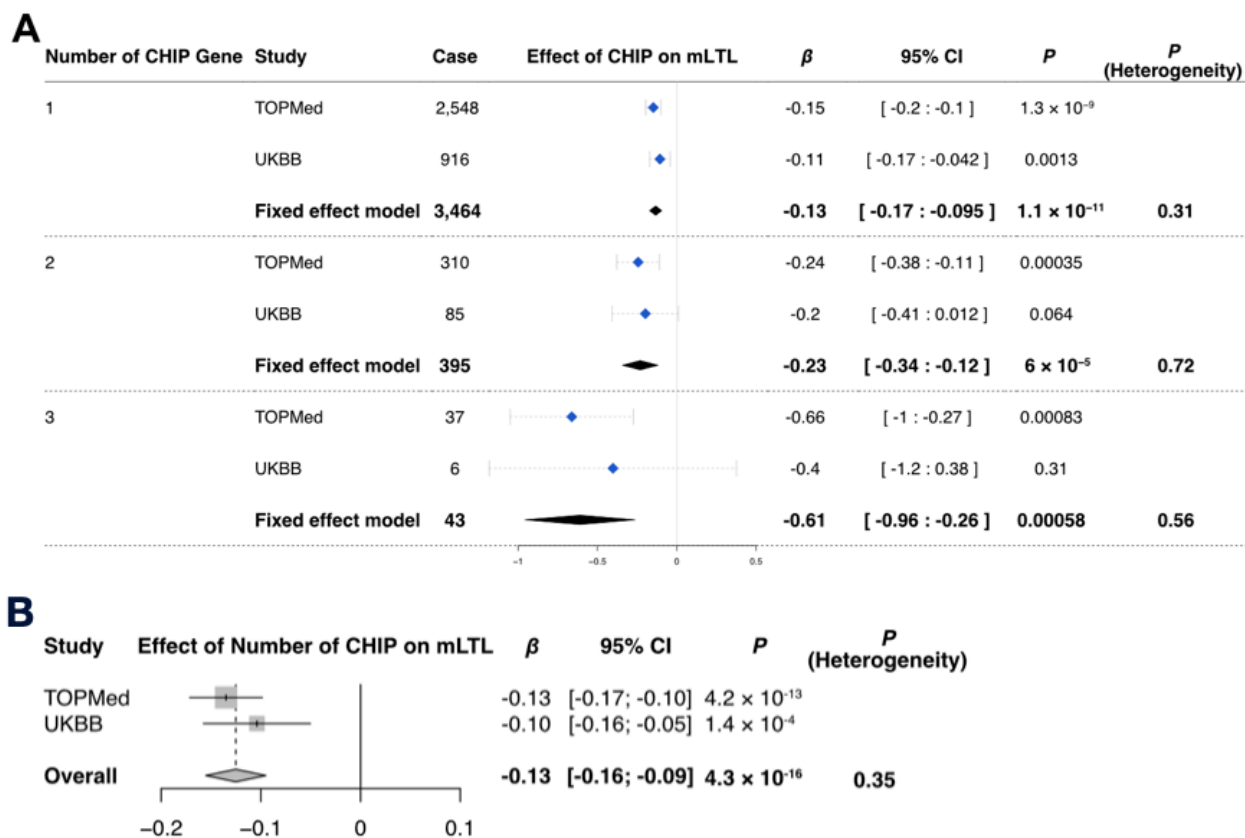 A
Number of CHIP Gene Study Case Effect of CHIP on mLTL β 95% CI P P (Heterogeneity)
1 TOPMed 2,548 -0.15 [ -0.2 : -0.1 ] 1.3 × 10⁻⁹
UKBB 916 -0.11 [ -0.17 : -0.042 ] 0.0013
Fixed effect model 3,464 -0.13 [ -0.17 : -0.095 ] 1.1 × 10⁻¹¹ 0.31
2 TOPMed 310 -0.24 [ -0.38 : -0.11 ] 0.00035
UKBB 85 -0.2 [ -0.41 : 0.012 ] 0.064
Fixed effect model 395 -0.23 [ -0.34 : -0.12 ] 6 × 10⁻⁵ 0.72
3 TOPMed 37 -0.66 [ -1 : -0.27 ] 0.00083
UKBB 6 -0.4 [ -1.2 : 0.38 ] 0.31
Fixed effect model 43 -0.61 [ -0.96 : -0.26 ] 0.00058 0.56
-1 -0.5 0 0.5
B
Study Effect of Number of CHIP on mLTL β 95% CI P P (Heterogeneity)
TOPMed -0.13 [-0.17; -0.10] 4.2 × 10⁻¹³
UKBB -0.10 [-0.16; -0.05] 1.4 × 10⁻⁴
Overall -0.13 [-0.16; -0.09] 4.3 × 10⁻¹⁶ 0.35
−0.2 −0.1 0 0.1